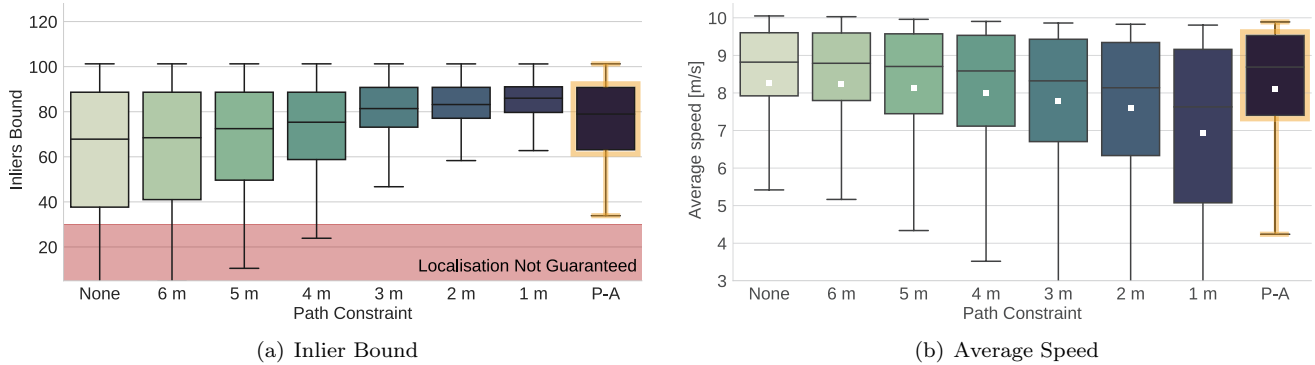 120
100
80
60
40
20
Inliers Bound
Localisation Not Guaranteed
None 6 m 5 m 4 m 3 m 2 m 1 m P-A
Path Constraint
(a) Inlier Bound
10
9
8
7
6
5
4
3
Average speed [m/s]
None 6 m 5 m 4 m 3 m 2 m 1 m P-A
Path Constraint
(b) Average Speed